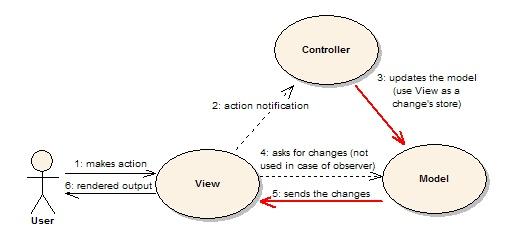 Controller
3: updates the model
(use View as a
change's store)
2: action notification
4: asks for changes (not
used in case of observer)
1: makes action
6: rendered output
View
Model
5: sends the changes
User